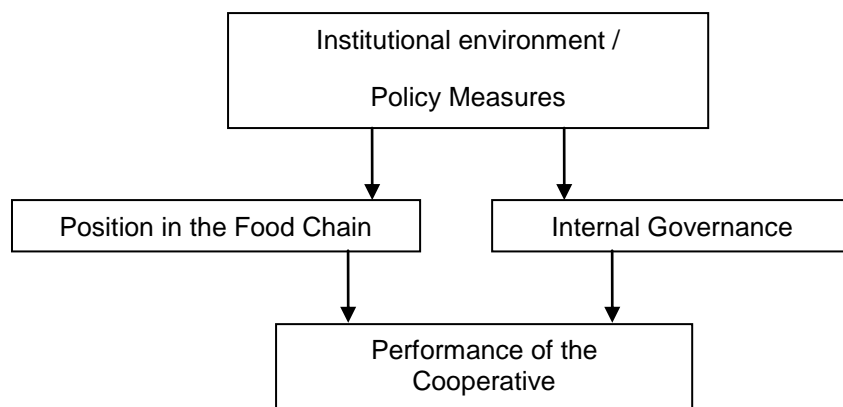 Institutional environment /
Policy Measures
Position in the Food Chain
Internal Governance
Performance of the
Cooperative